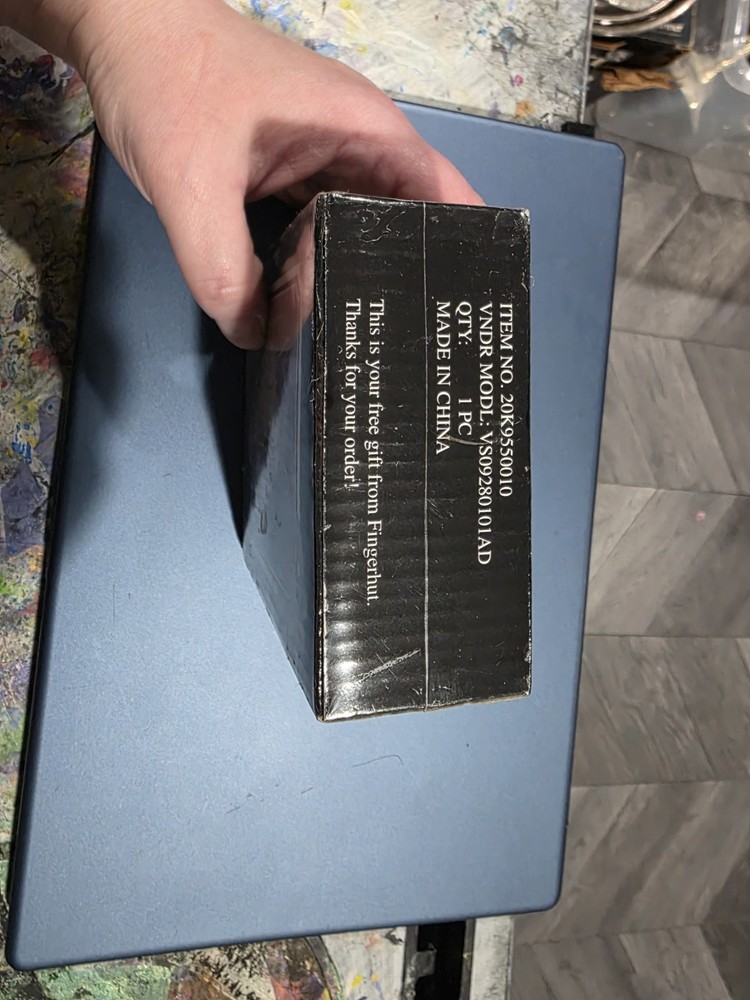 ITEM NO. 20K9550010
VNDR MODL: VS09280101AD
QTY: 1 PC
MADE IN CHINA
This is your free gift from Fingerhut.
Thanks for your order!